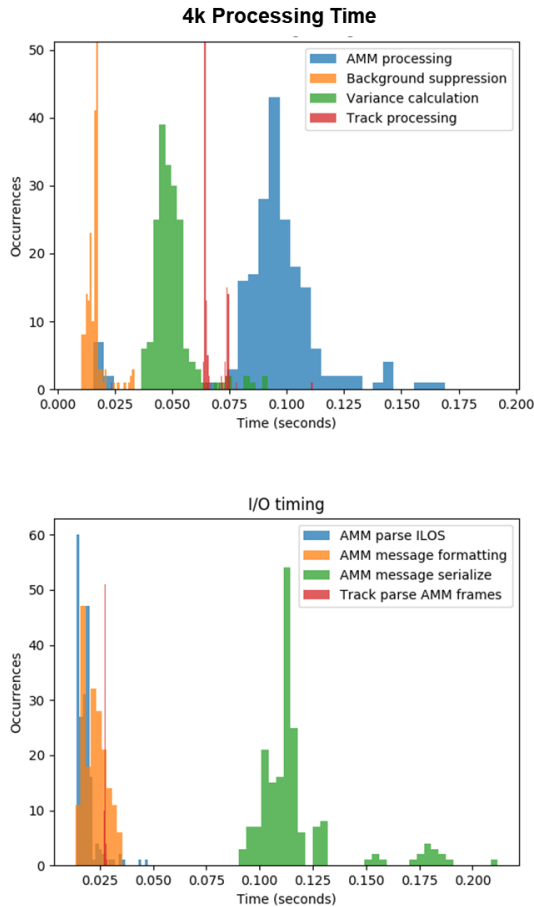 4k Processing Time
50
40
30
20
10
0
Occurrences
AMM processing
Background suppression
Variance calculation
Track processing
0.000 0.025 0.050 0.075 0.100 0.125 0.150 0.175 0.200
Time (seconds)
I/O timing
60
50
40
30
20
10
0
Occurrences
AMM parse ILOS
AMM message formatting
AMM message serialize
Track parse AMM frames
0.025 0.050 0.075 0.100 0.125 0.150 0.175 0.200
Time (seconds)